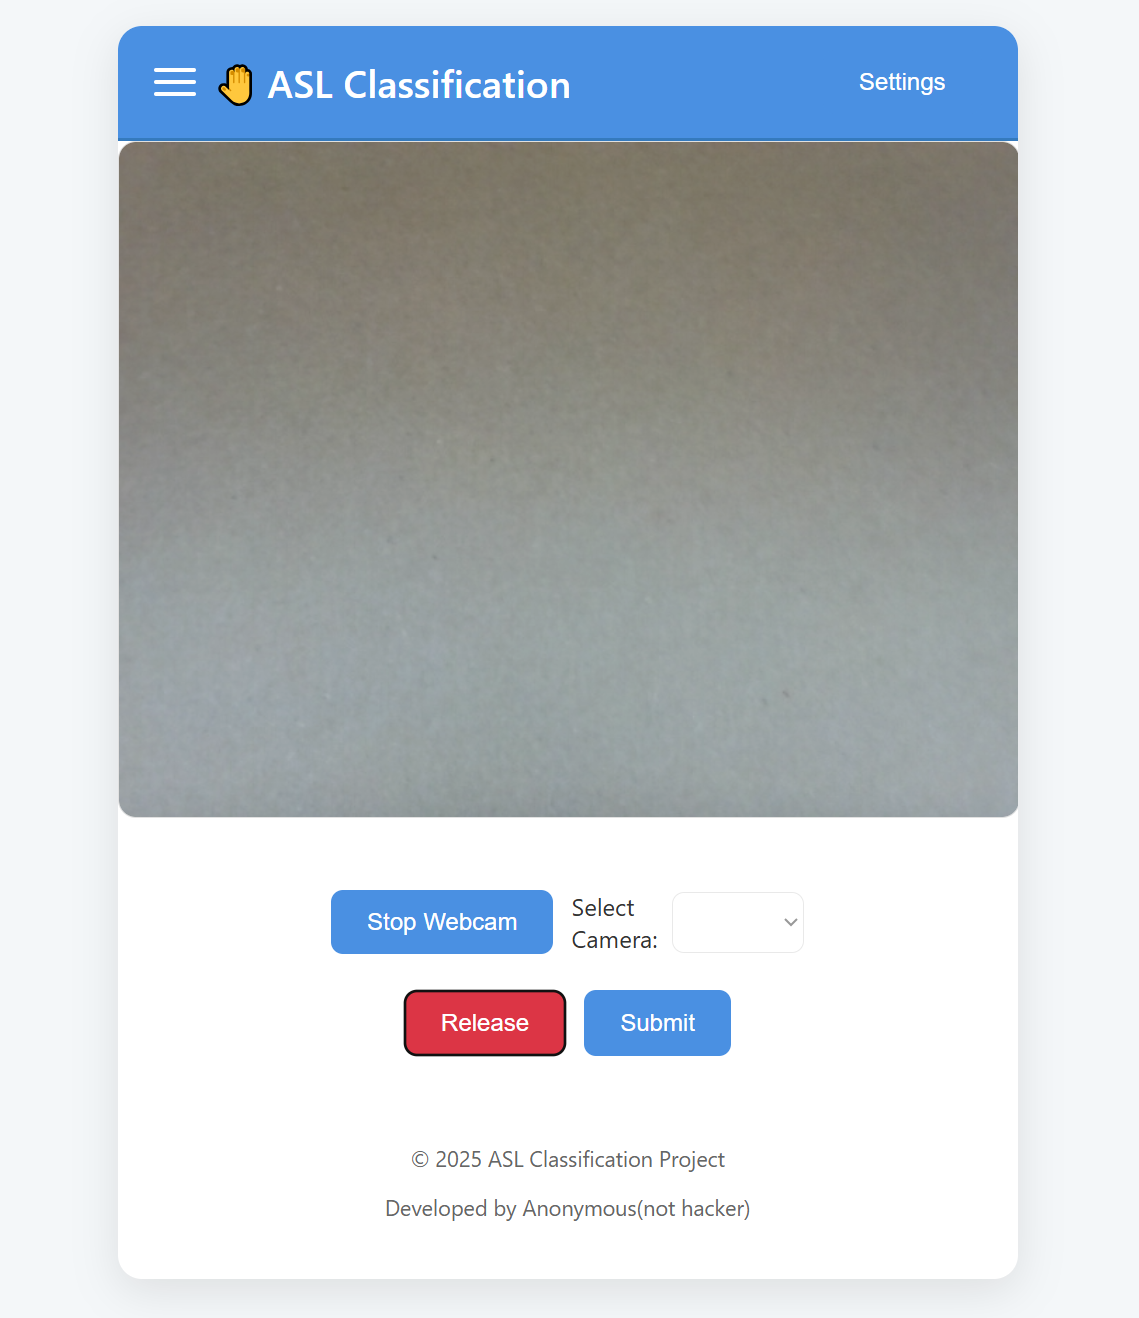 ASL Classification
Settings
Stop Webcam
Select
Camera:
Release
Submit
© 2025 ASL Classification Project
Developed by Anonymous(not hacker)